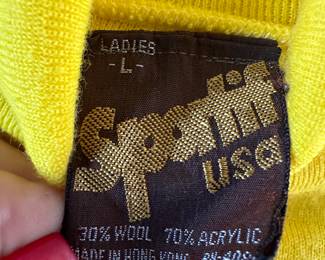 LADIES
-L-
Sportif
USA
30% WOOL 70% ACRYLIC
MADE IN HONG KONG